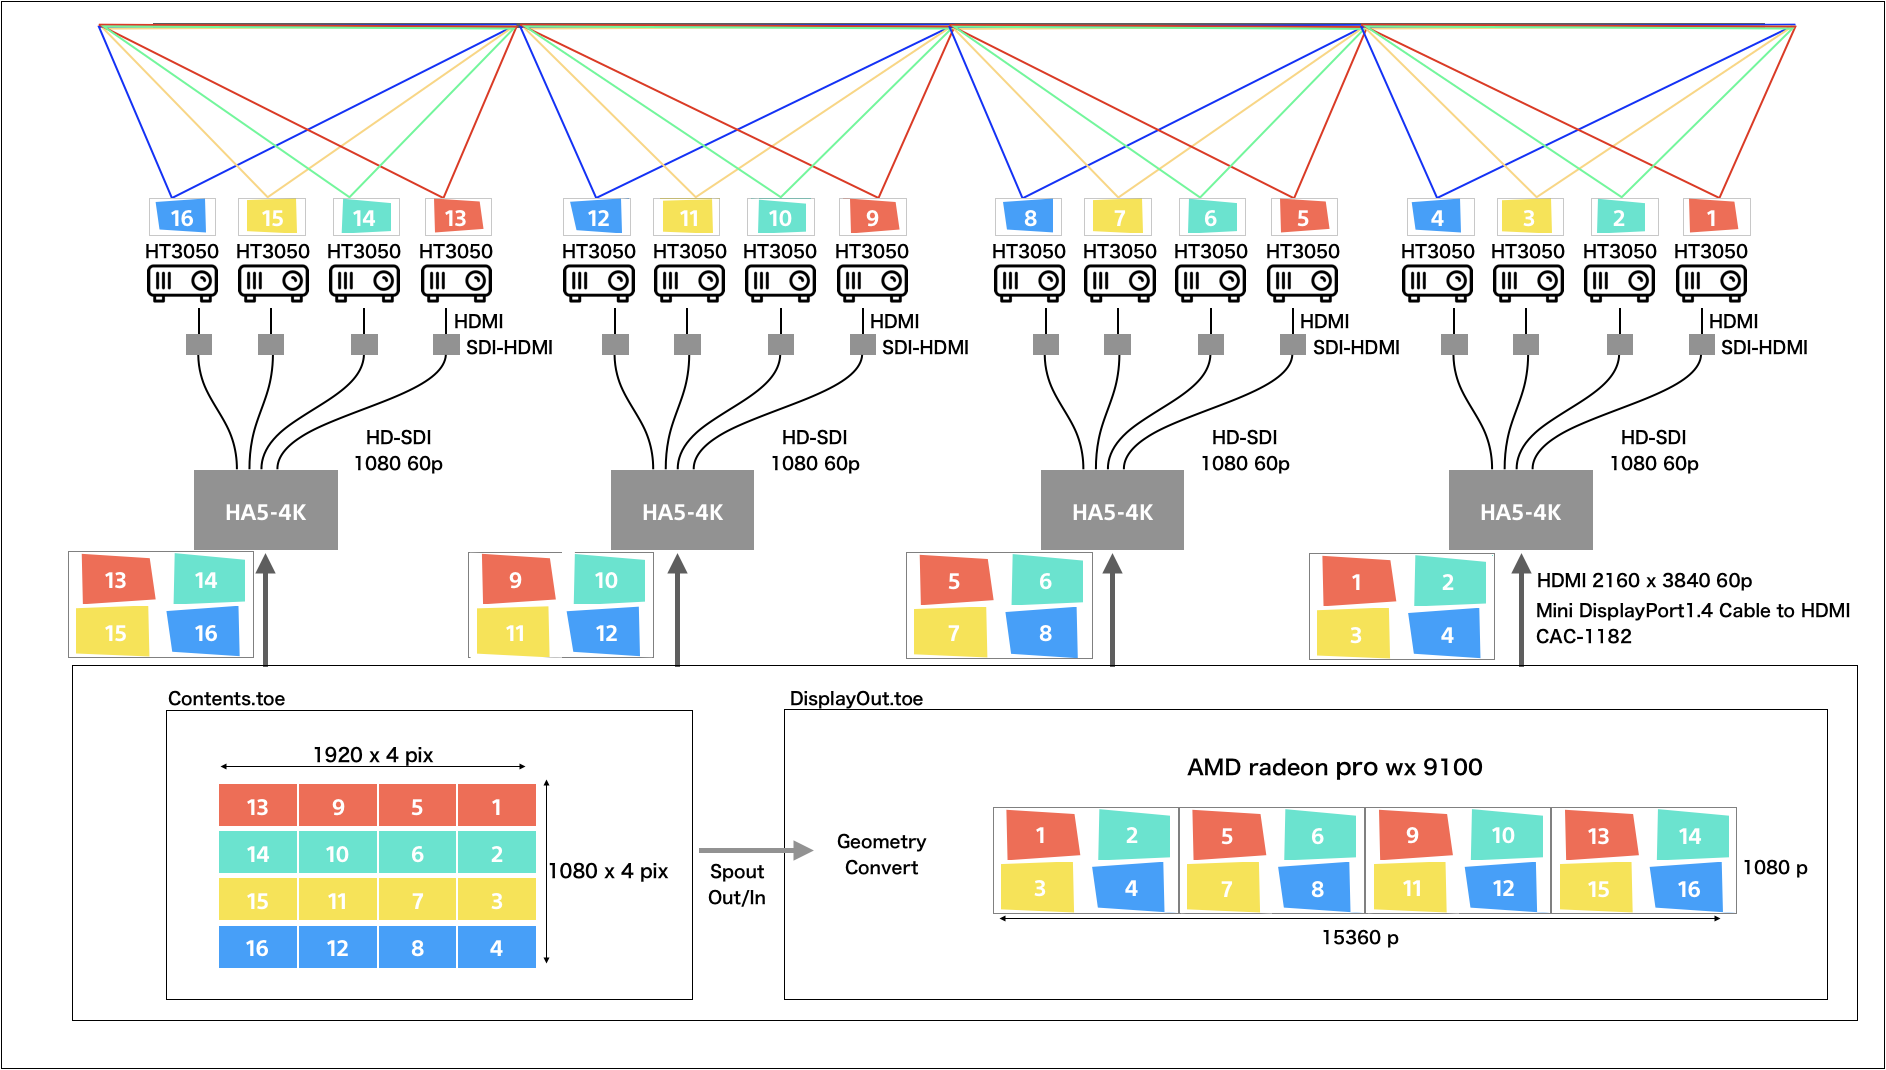 16 15 14 13 12 11 10 9 8 7 6 5 4 3 2 1
HT3050 HT3050 HT3050 HT3050 HT3050 HT3050 HT3050 HT3050 HT3050 HT3050 HT3050 HT3050 HT3050 HT3050 HT3050 HT3050
HDMI HDMI HDMI HDMI
SDI-HDMI SDI-HDMI SDI-HDMI SDI-HDMI
HD-SDI HD-SDI HD-SDI HD-SDI
1080 60p 1080 60p 1080 60p 1080 60p
HA5-4K HA5-4K HA5-4K HA5-4K
13 14 9 10 5 6 1 2
HDMI 2160 x 3840 60p
Mini DisplayPort1.4 Cable to HDMI
15 16 11 12 7 8 3 4
CAC-1182
Contents.toe
1920 x 4 pix
13 9 5 1
14 10 6 2
15 11 7 3
16 12 8 4
1080 x 4 pix
Spout
Out/In
DisplayOut.toe
AMD radeon pro wx 9100
Geometry
Convert
1 2 5 6 9 10 13 14
3 4 7 8 11 12 15 16
1080 p
15360 p